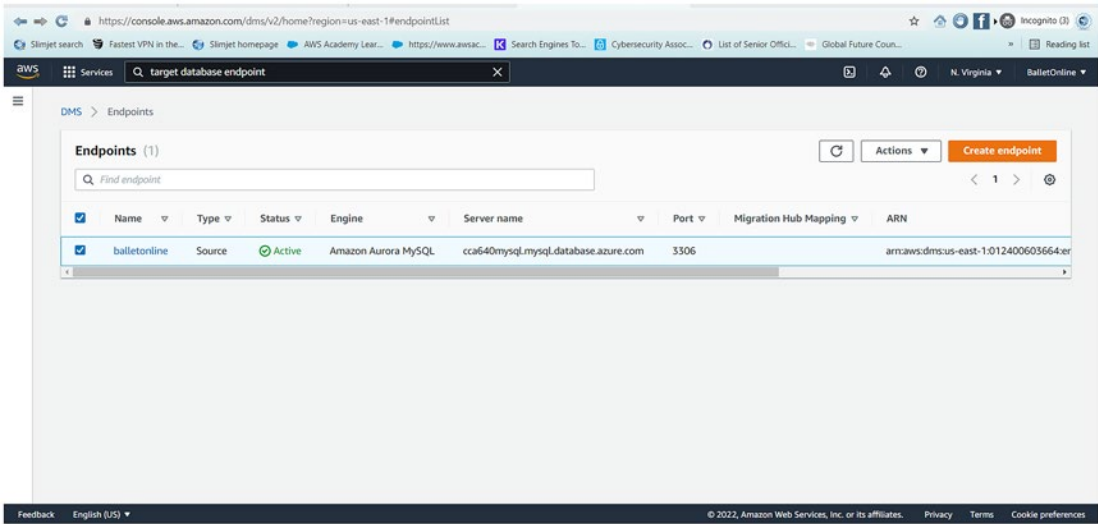 https://console.aws.amazon.com/dms/v2/home?region=us-east-1#endpointList Incognito (3)
Slimjet search Fastest VPN in the... Slimjet homepage AWS Academy Lear... https://www.awsac... Search Engines To... Cybersecurity Assoc... List of Senior Offici... Global Future Coun... » Reading list
aws Services target database endpoint N. Virginia BalletOnline
DMS > Endpoints
Endpoints (1) Actions Create endpoint
Find endpoint < 1 >
Name Type Status Engine Server name Port Migration Hub Mapping ARN
balletonline Source Active Amazon Aurora MySQL cca640mysql.mysql.database.azure.com 3306 arn:aws:dms:us-east-1:012400603664:er
Feedback English (US) © 2022, Amazon Web Services, Inc. or its affiliates. Privacy Terms Cookie preferences